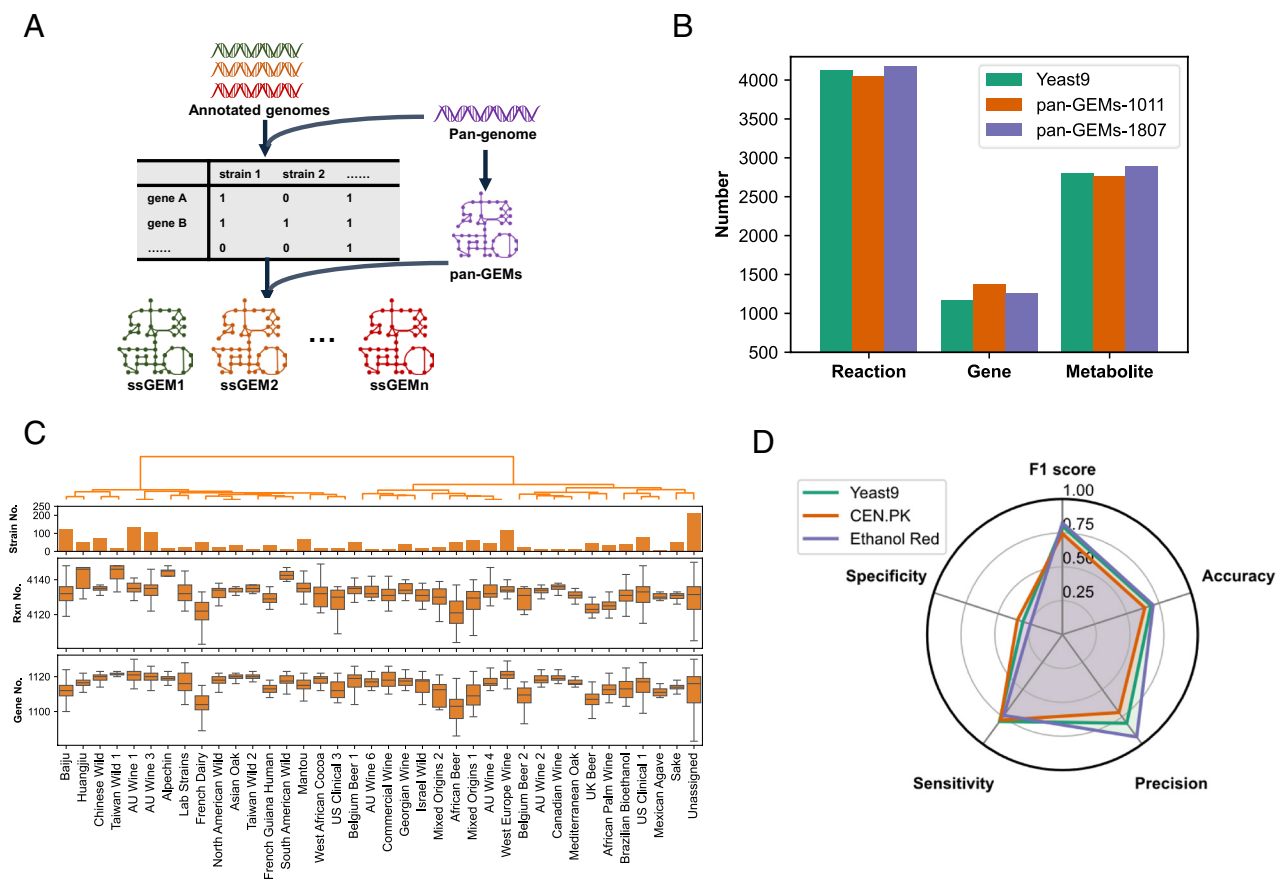 A
Annotated genomes
Pan-genome
strain 1 strain 2 ......
gene A 1 0 1
gene B 1 1 1
...... 0 0 1
pan-GEMs
...
ssGEM1 ssGEM2 ssGEMn
B
Number
4000
3500
3000
2500
2000
1500
1000
500
Yeast9
pan-GEMs-1011
pan-GEMs-1807
Reaction Gene Metabolite
C
Strain No.
250
200
100
0
Rxn No.
4140
4120
Gene No.
1120
1100
Baiju
Huangjiu
Chinese Wild
Taiwan Wild 1
AU Wine 1
AU Wine 3
Alpechin
Lab Strains
French Dairy
North American Wild
Asian Oak
Taiwan Wild 2
French Guiana Human
South American Wild
Mantou
West African Cocoa
US Clinical 3
Belgium Beer 1
AU Wine 6
Commercial Wine
Georgian Wine
Israel Wild
Mixed Origins 2
African Beer
Mixed Origins 1
AU Wine 4
West Europe Wine
Belgium Beer 2
AU Wine 2
Canadian Wine
Mediterranean Oak
UK Beer
African Palm Wine
Brazilian Bioethanol
US Clinical 1
Mexican Agave
Sake
Unassigned
D
Yeast9
CEN.PK
Ethanol Red
F1 score
1.00
0.75
0.50
0.25
Specificity
Accuracy
Sensitivity
Precision